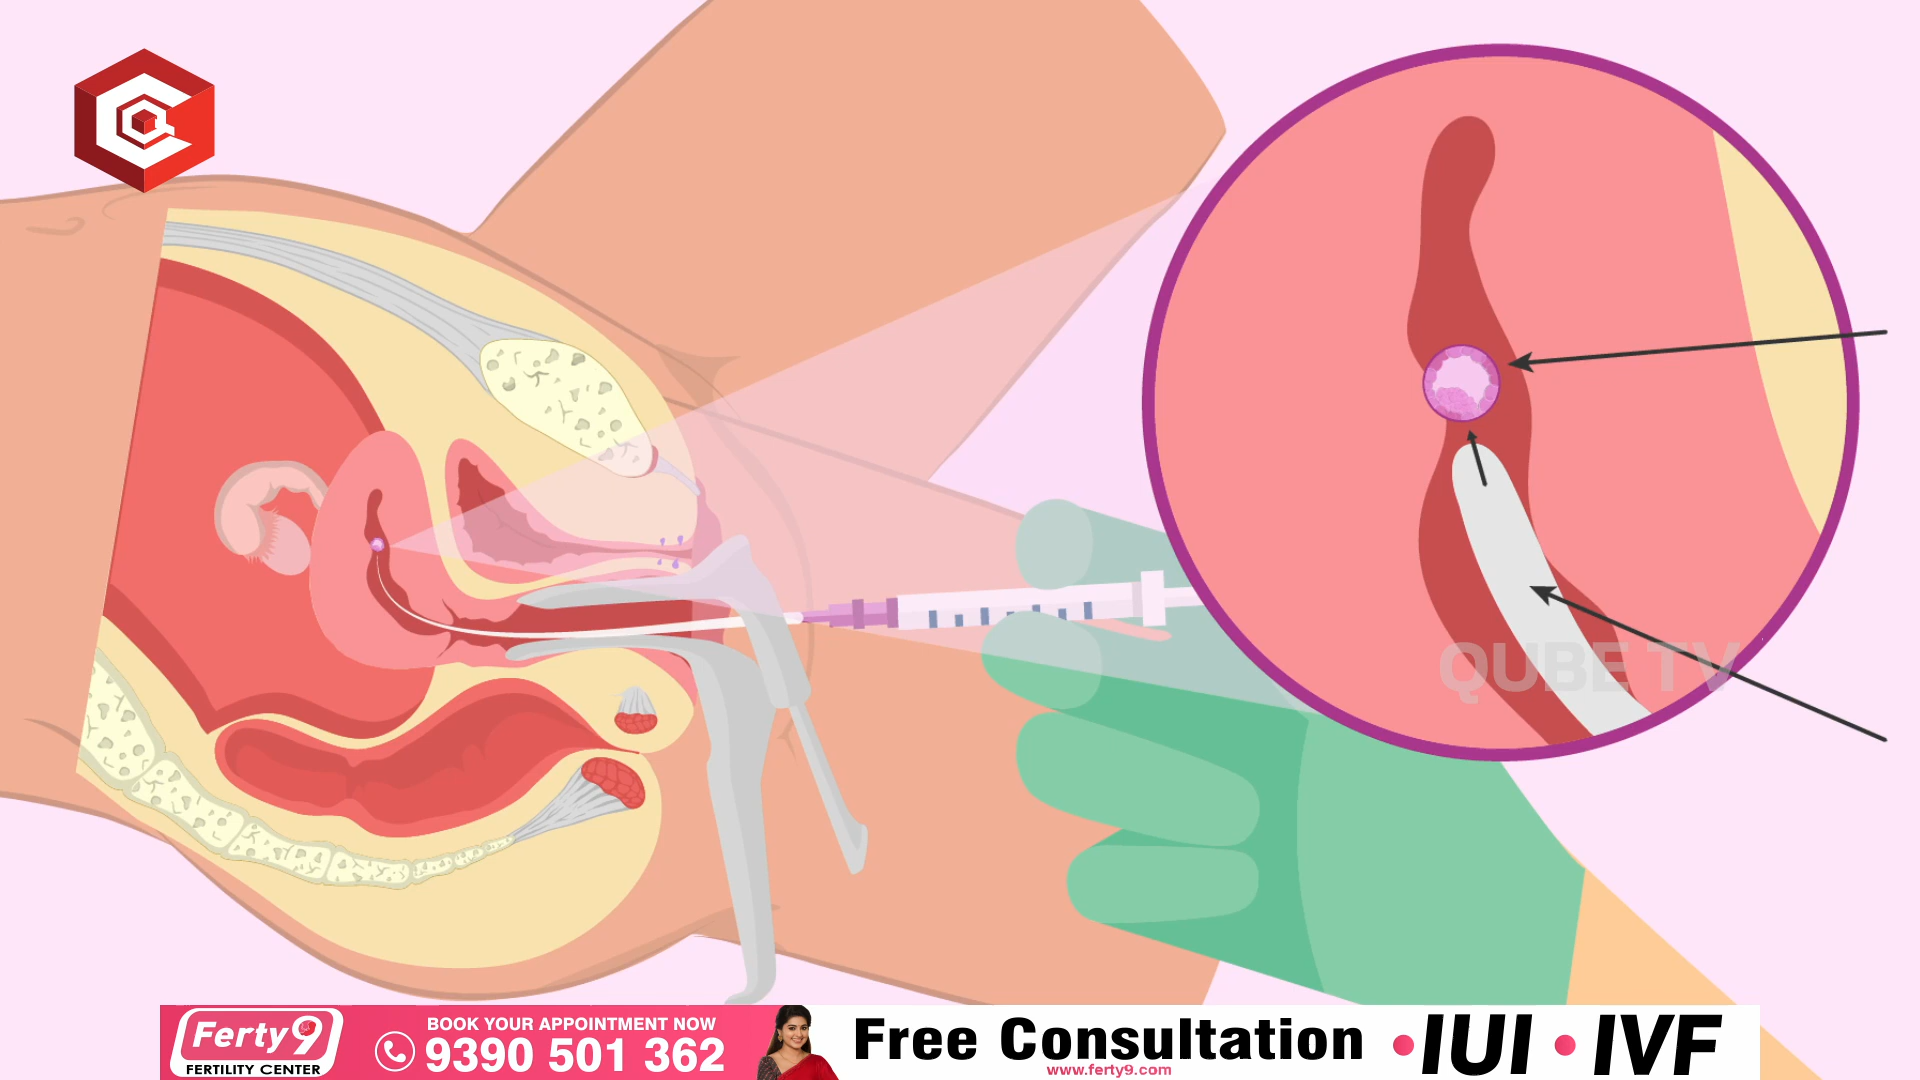 QUBE TV
Ferty9
FERTILITY CENTER
BOOK YOUR APPOINTMENT NOW
9390 501 362
Free Consultation
www.ferty9.com
• IUI • IVF